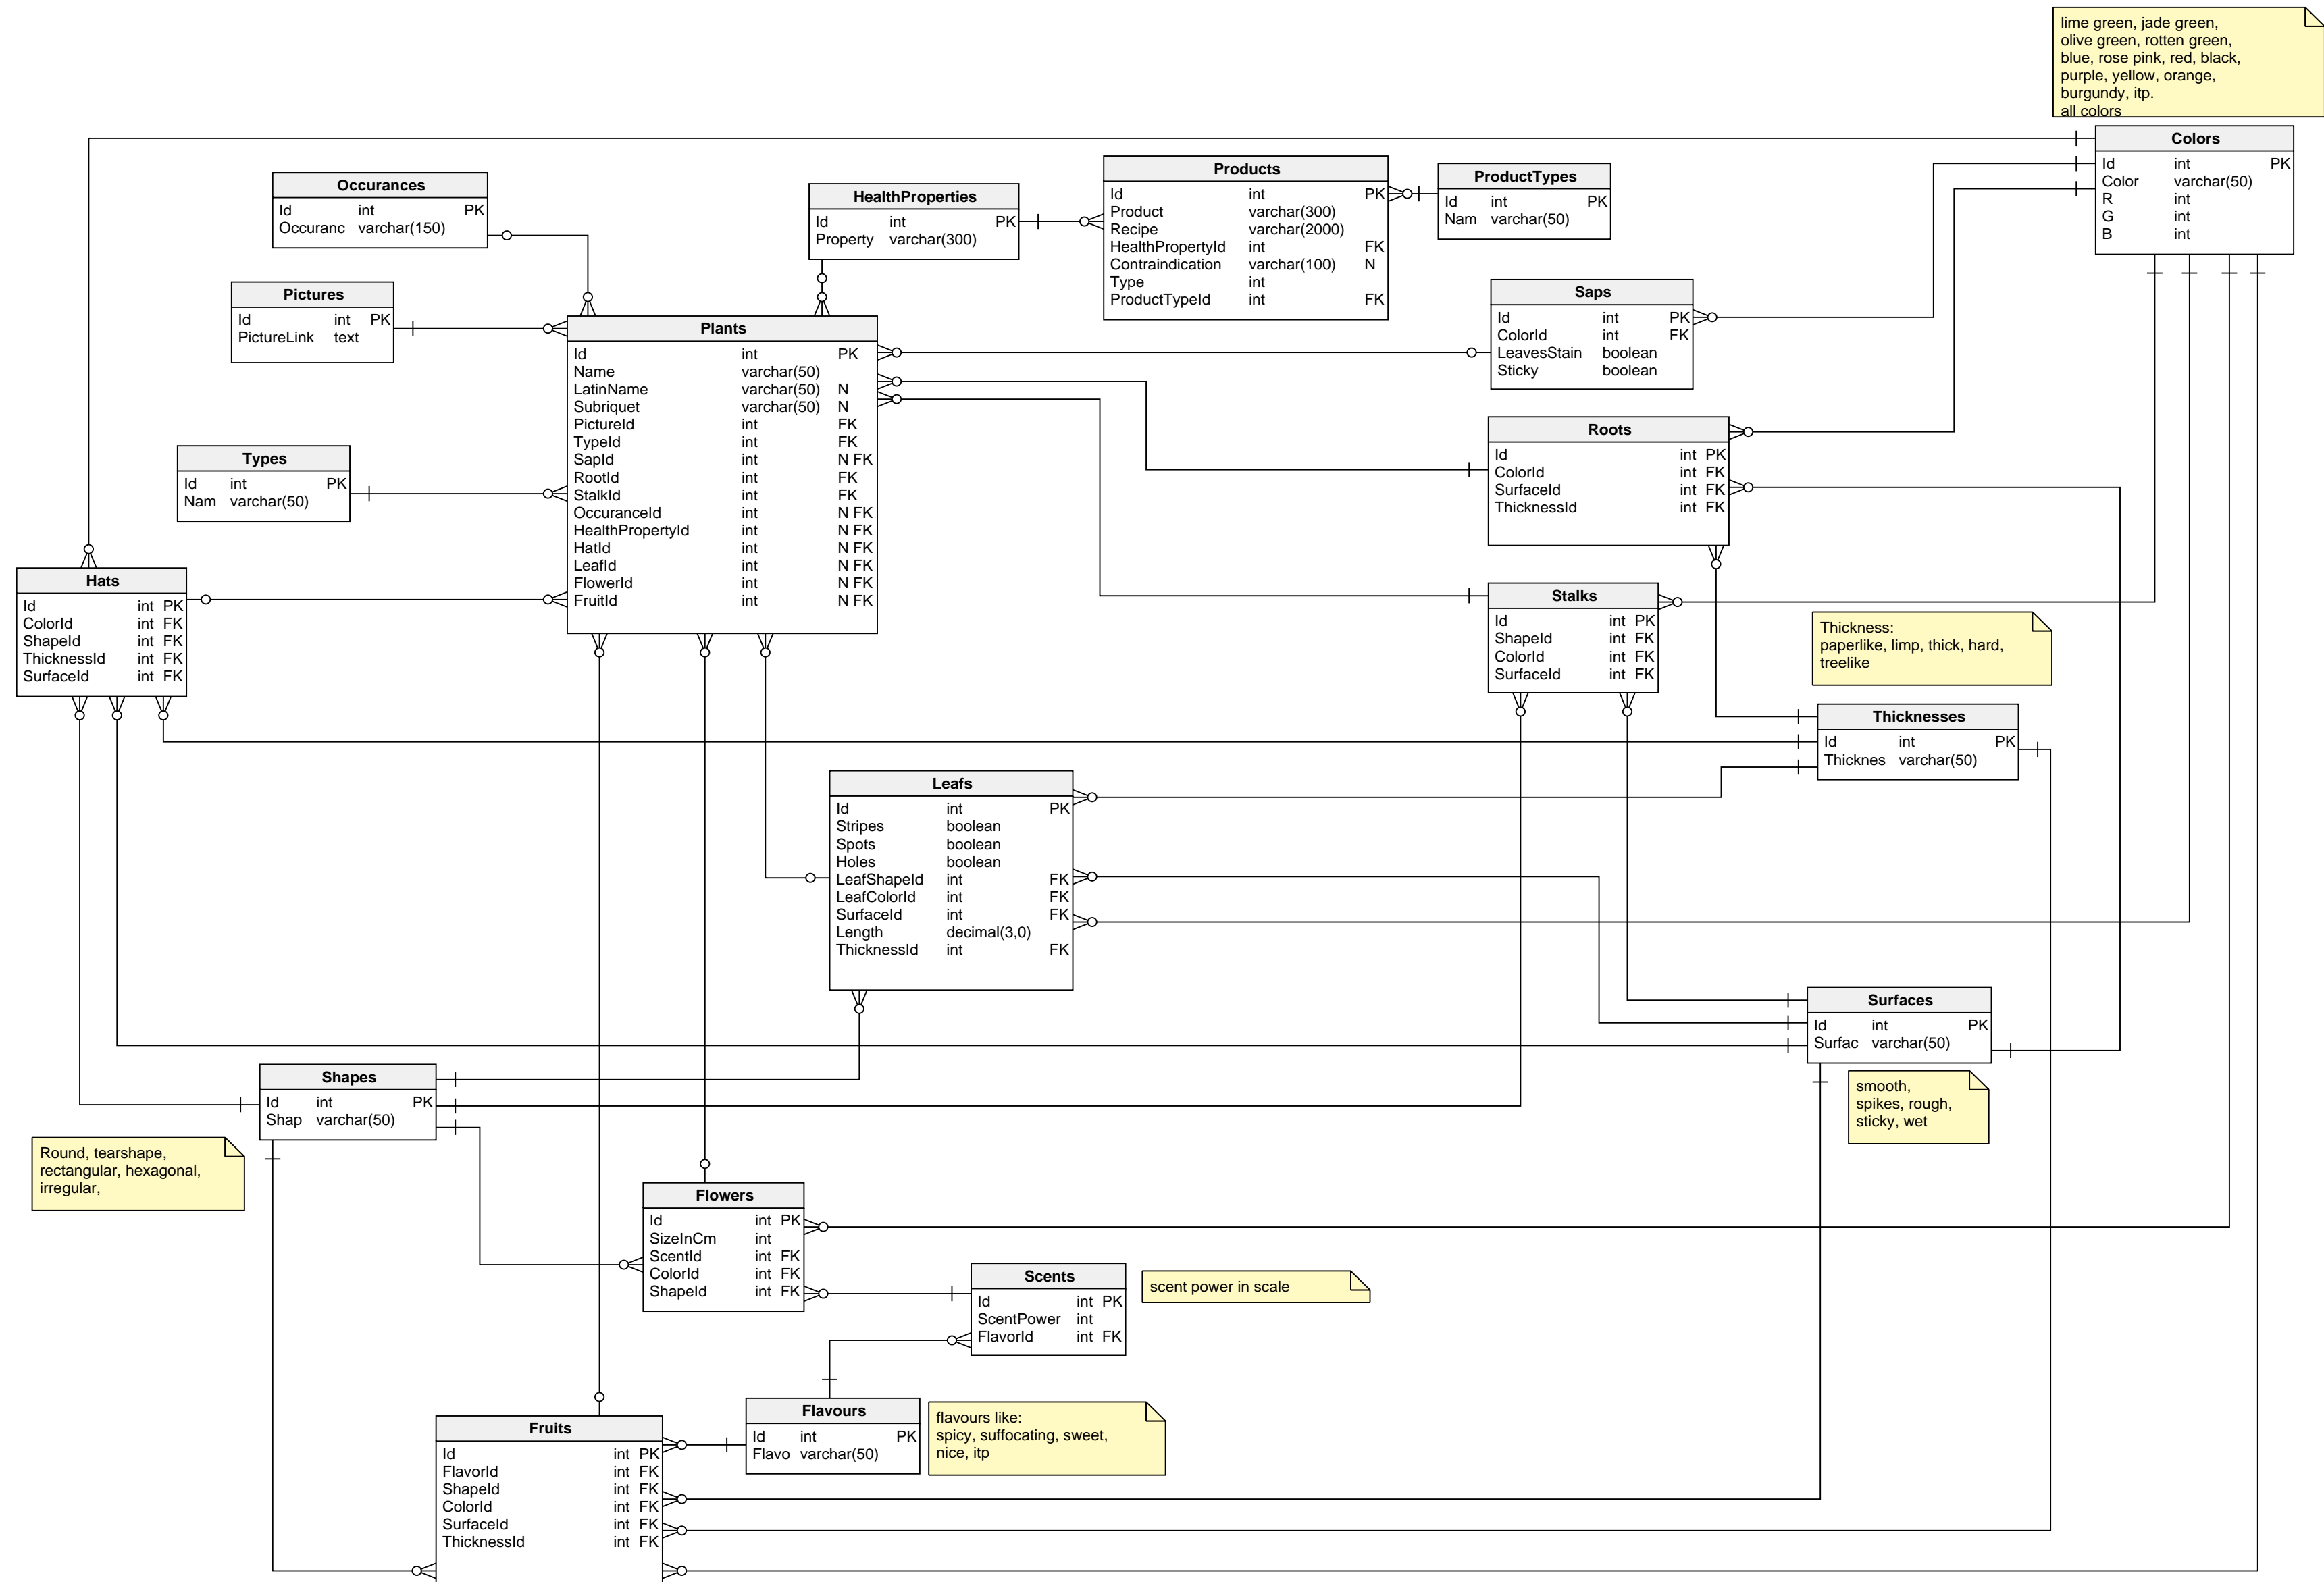 lime green, jade green,
olive green, rotten green,
blue, rose pink, red, black,
purple, yellow, orange,
burgundy, itp.
all colors
Colors
Id int PK
Color varchar(50)
R int
G int
B int
Occurances
Id int PK
Occuranc varchar(150)
HealthProperties
Id int PK
Property varchar(300)
Products
Id int PK
Product varchar(300)
Recipe varchar(2000)
HealthPropertyId int FK
Contraindication varchar(100) N
Type int
ProductTypeId int FK
ProductTypes
Id int PK
Nam varchar(50)
Pictures
Id int PK
PictureLink text
Saps
Id int PK
ColorId int FK
LeavesStain boolean
Sticky boolean
Plants
Id int PK
Name varchar(50)
LatinName varchar(50) N
Subriquet varchar(50) N
PictureId int FK
TypeId int FK
SapId int N FK
RootId int FK
StalkId int FK
OccuranceId int N FK
HealthPropertyId int N FK
HatId int N FK
LeafId int N FK
FlowerId int N FK
FruitId int N FK
Types
Id int PK
Nam varchar(50)
Roots
Id int PK
ColorId int FK
SurfaceId int FK
ThicknessId int FK
Hats
Id int PK
ColorId int FK
ShapeId int FK
ThicknessId int FK
SurfaceId int FK
Stalks
Id int PK
ShapeId int FK
ColorId int FK
SurfaceId int FK
Thickness:
paperlike, limp, thick, hard,
treelike
Thicknesses
Id int PK
Thicknes varchar(50)
Leafs
Id int PK
Stripes boolean
Spots boolean
Holes boolean
LeafShapeId int FK
LeafColorId int FK
SurfaceId int FK
Length decimal(3,0)
ThicknessId int FK
Surfaces
Id int PK
Surfac varchar(50)
smooth,
spikes, rough,
sticky, wet
Shapes
Id int PK
Shap varchar(50)
Round, tearshape,
rectangular, hexagonal,
irregular,
Flowers
Id int PK
SizeInCm int
ScentId int FK
ColorId int FK
ShapeId int FK
Scents
Id int PK
ScentPower int
FlavorId int FK
scent power in scale
Flavours
Id int PK
Flavo varchar(50)
flavours like:
spicy, suffocating, sweet,
nice, itp
Fruits
Id int PK
FlavorId int FK
ShapeId int FK
ColorId int FK
SurfaceId int FK
ThicknessId int FK